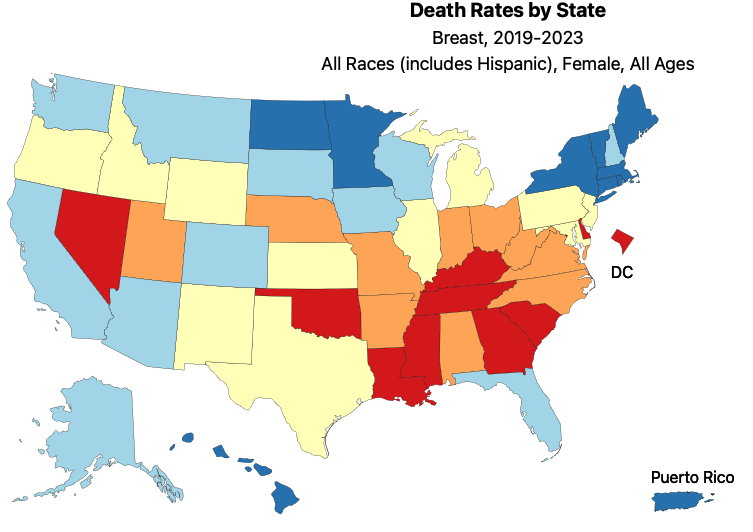 Death Rates by State
Breast, 2019-2023
All Races (includes Hispanic), Female, All Ages
DC
Puerto Rico